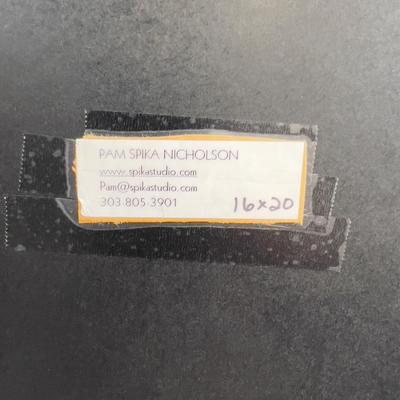 PAM SPIKA NICHOLSON
www.spikastudio.com
Pam@spikastudio.com
303-805-3901
16x20